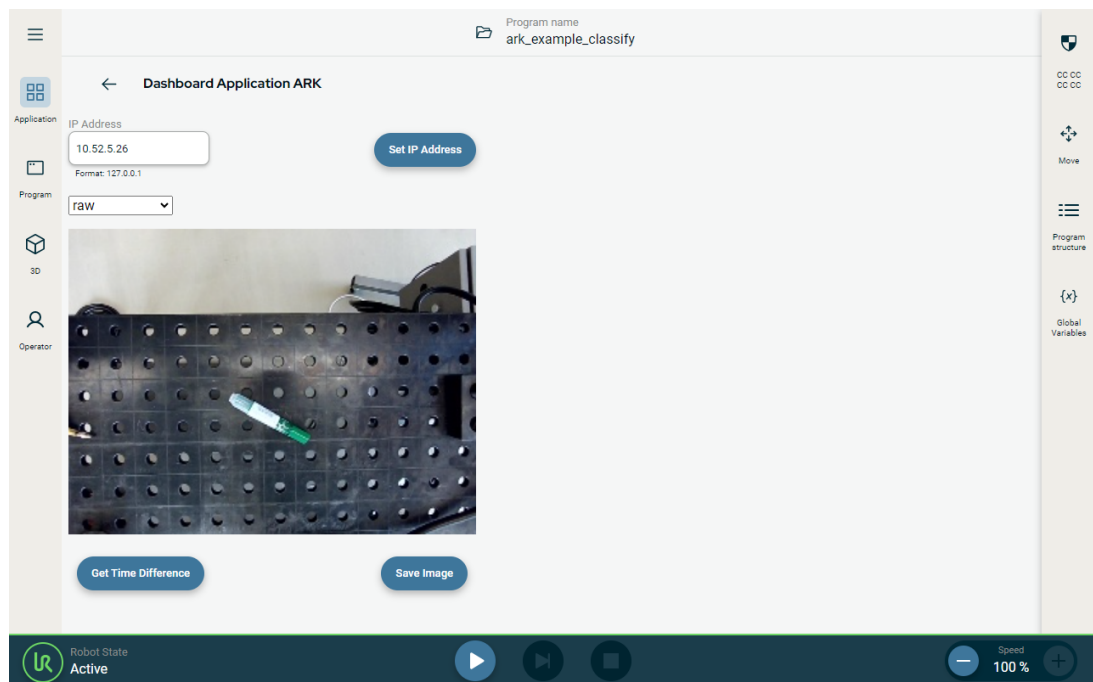 Program name
ark_example_classify
Dashboard Application ARK
Application
IP Address
10.52.5.26
Set IP Address
Format: 127.0.0.1
Program
raw
3D
Operator
Get Time Difference
Save Image
CC CC
CC CC
Move
Program
structure
{x}
Global
Variables
UR
Robot State
Active
Speed
100 %